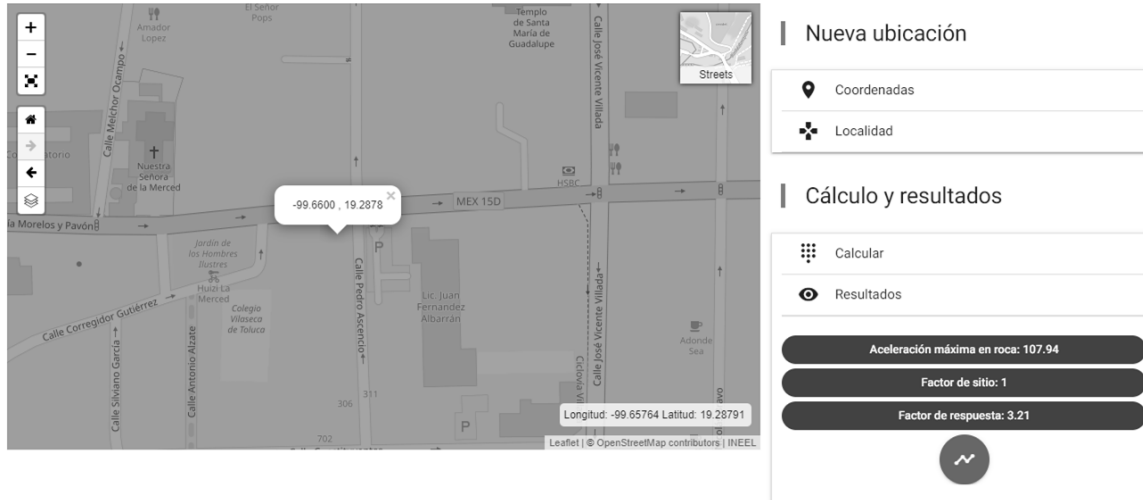 El Señor
Pops
Amador
Lopez
Templo
de Santa
María de
Guadalupe
Calle José Vicente Villada
Streets
Calle Melchor Ocampo
Nuestra
Señora
de la Merced
HSBC
-99.6600 , 19.2878
×
MEX 15D
la Morelos y Pavón
Jardín de
los Hombres
Ilustres
P
Huizi La
Merced
Colegio
Vilaseca
de Toluca
Lic. Juan
Fernandez
Albarrán
Calle Corregidor Gutiérrez
Calle Pedro Ascencio
Calle José Vicente Villada
Adonde
Sea
Calle Silviano García
Calle Antonio Alzate
Ciclovía
306
311
P
702
Longitud: -99.65764 Latitud: 19.28791
Leaflet | © OpenStreetMap contributors | INEEL
Nueva ubicación
Coordenadas
Localidad
Cálculo y resultados
Calcular
Resultados
Aceleración máxima en roca: 107.94
Factor de sitio: 1
Factor de respuesta: 3.21